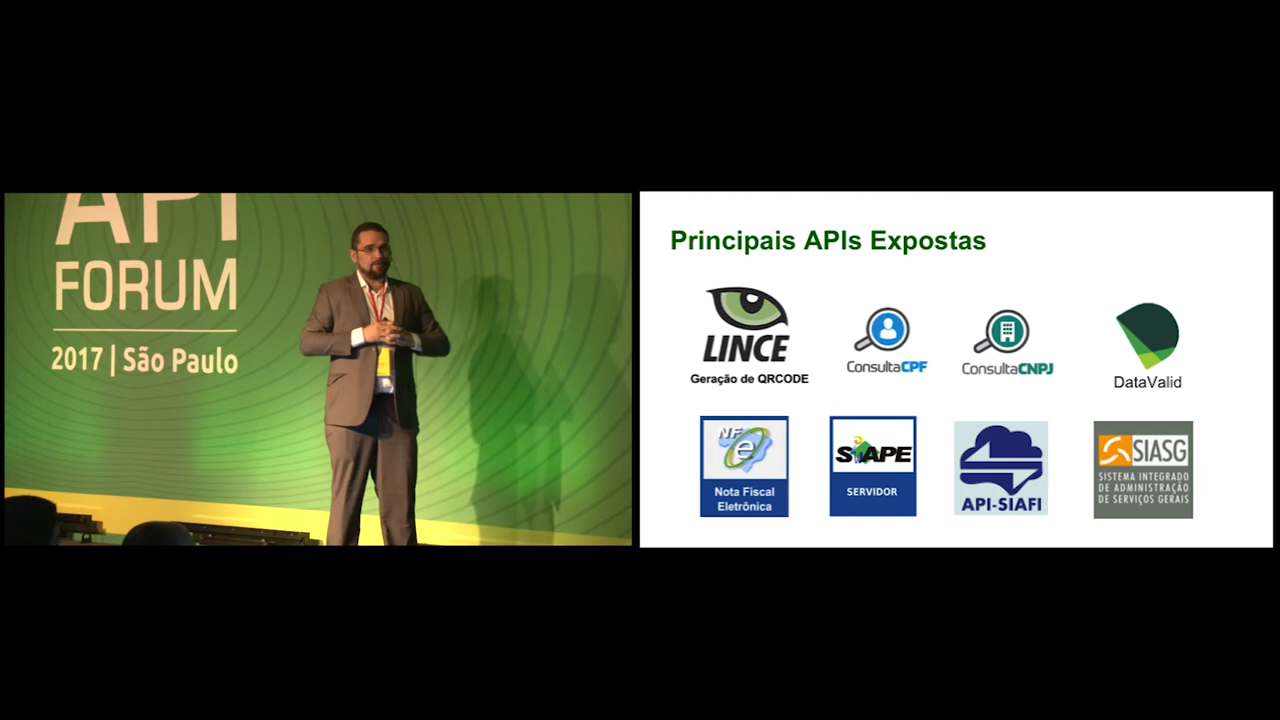 API
FORUM
2017 | São Paulo
Principais APIs Expostas
LINCE
Geração de QRCODE
ConsultaCPF
ConsultaCNPJ
DataValid
NF
e
Nota Fiscal
Eletrônica
SIAPE
SERVIDOR
API-SIAFI
SIASG
SISTEMA INTEGRADO
DE ADMINISTRAÇÃO
DE SERVIÇOS GERAIS